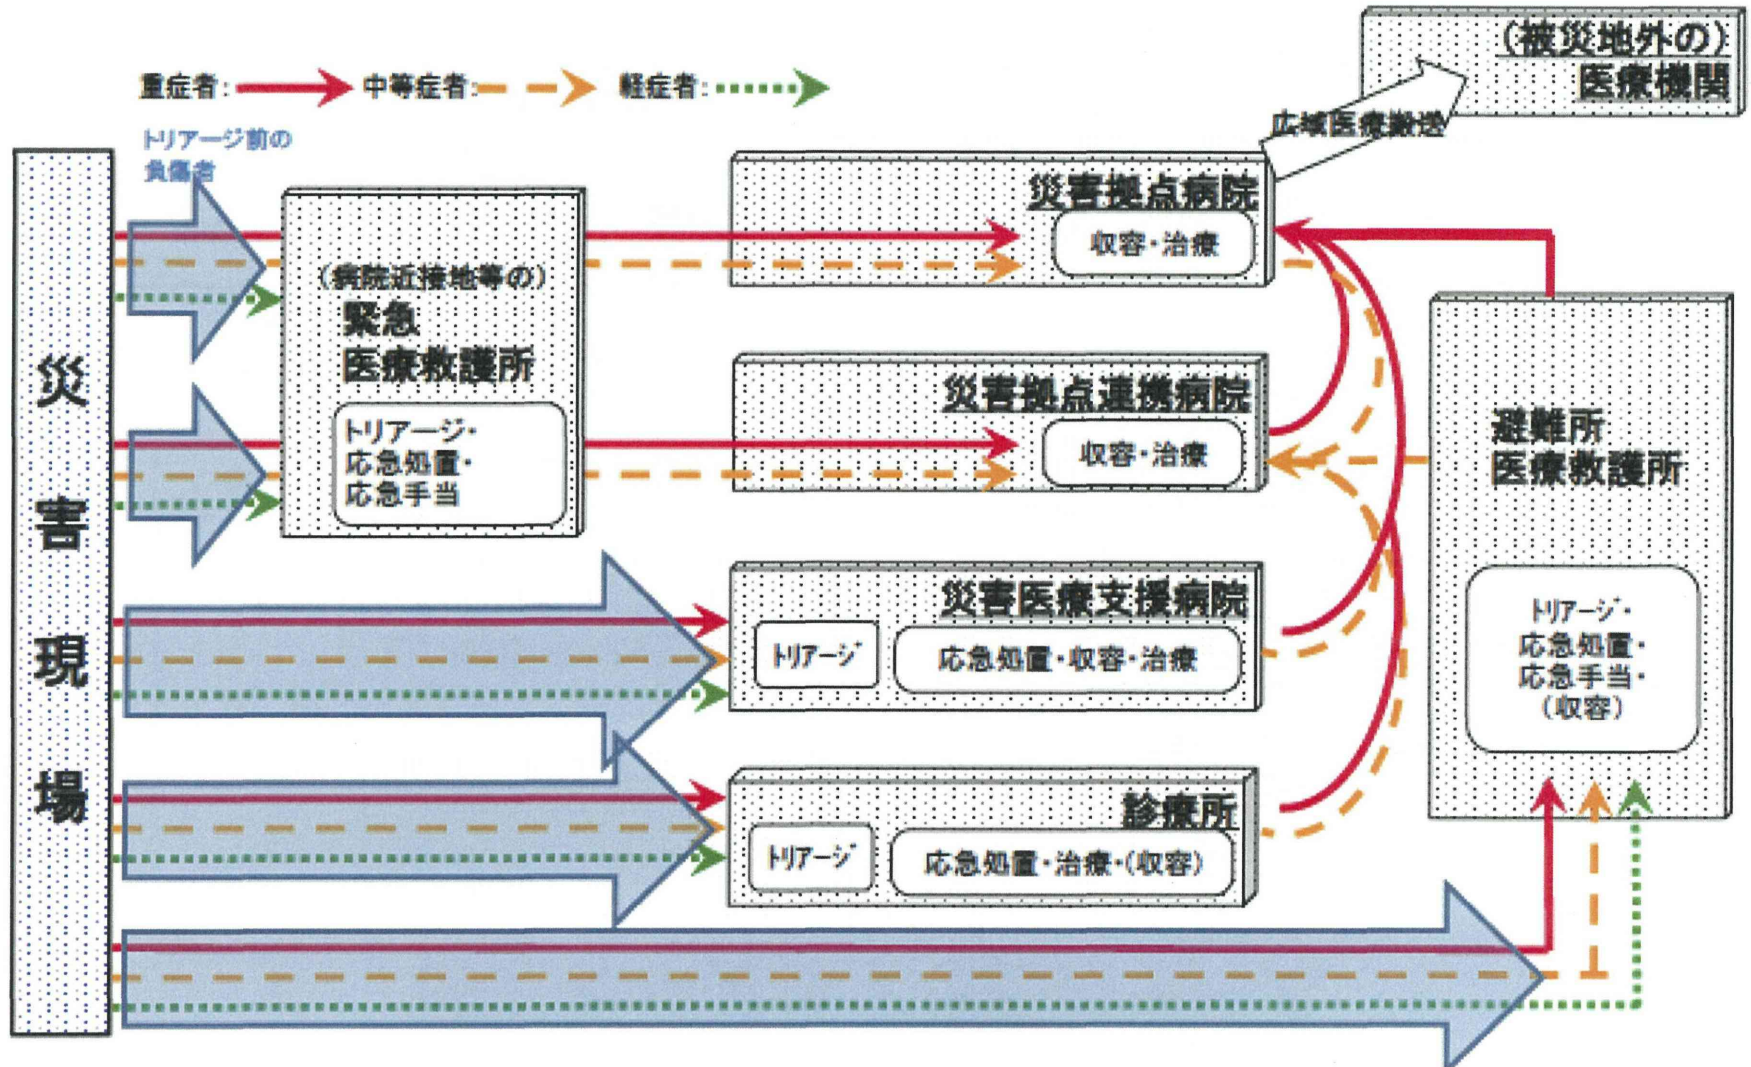 (被災地外の)
医療機関
重症者:
中等症者:
軽症者:
広域医療搬送
トリアージ前の
負傷者
災害現場
(病院近接地等の)
緊急
医療救護所
トリアージ・
応急処置・
応急手当
災害拠点病院
収容・治療
災害拠点連携病院
収容・治療
災害医療支援病院
トリアージ
応急処置・収容・治療
診療所
トリアージ
応急処置・治療・(収容)
避難所
医療救護所
トリアージ・
応急処置・
応急手当・
(収容)